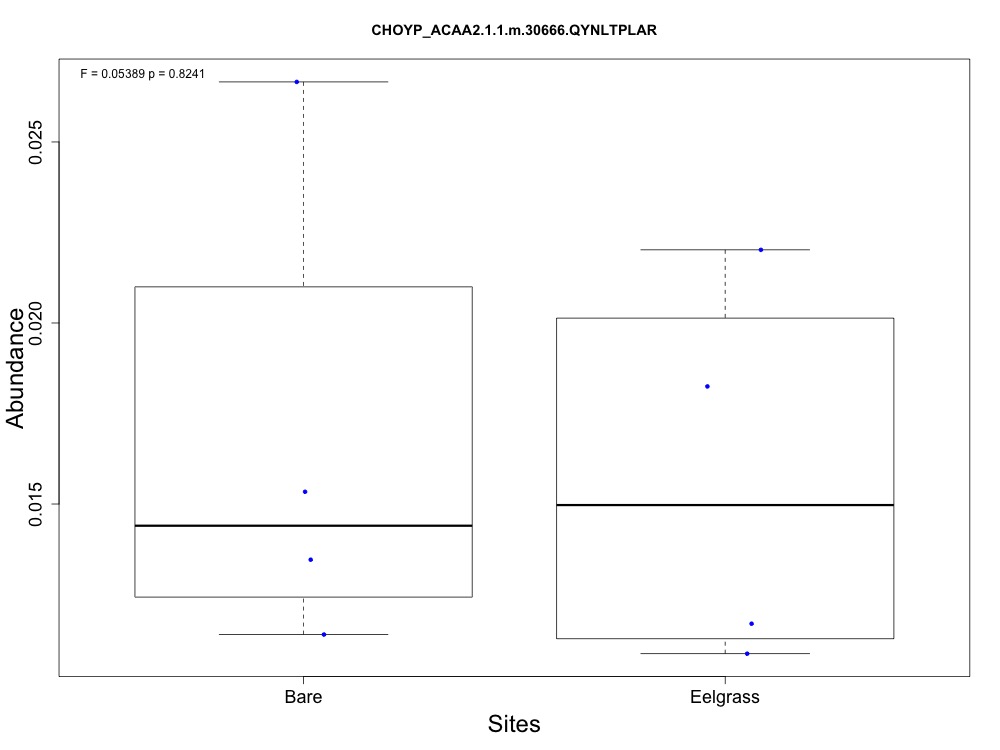 CHOYP_ACAA2.1.1.m.30666.QYNLTPLAR
F = 0.05389 p = 0.8241
Abundance
0.025
0.020
0.015
Bare
Eelgrass
Sites